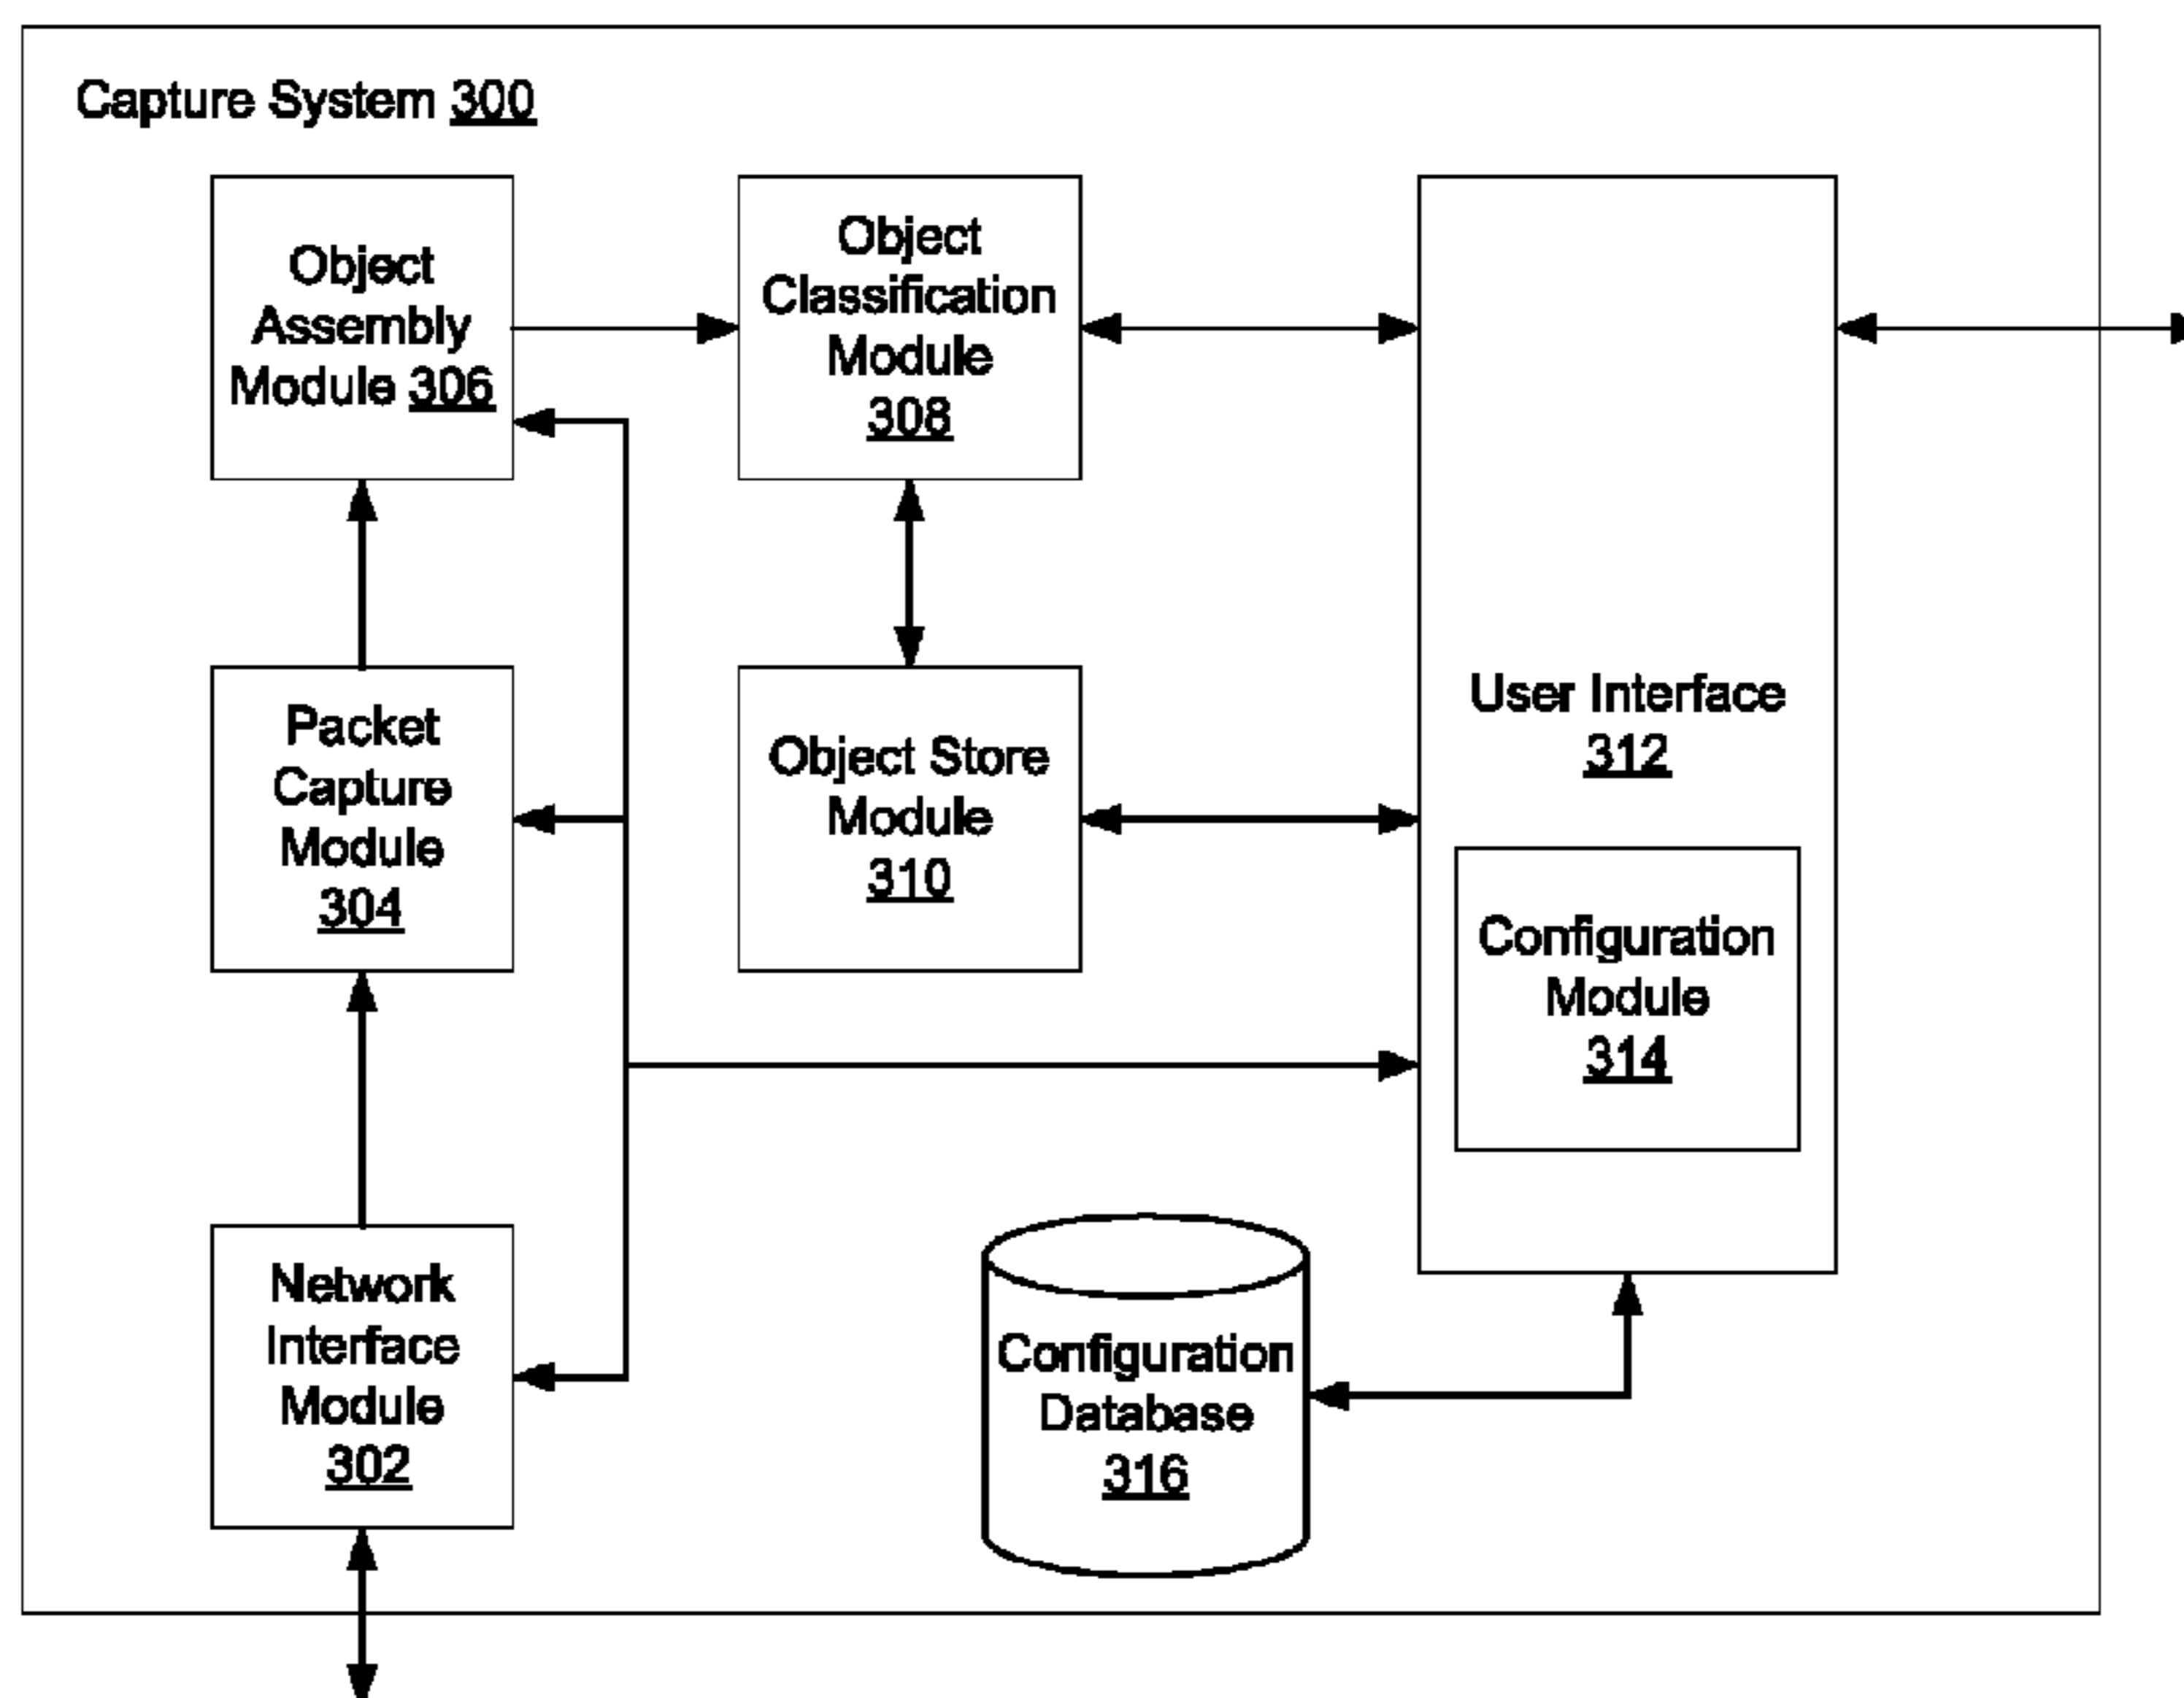 Capture System 300
Object
Assembly
Module 306
Object
Classification
Module
308
Packet
Capture
Module
304
Object Store
Module
310
User Interface
312
Configuration
Module
314
Network
Interface
Module
302
Configuration
Database
316